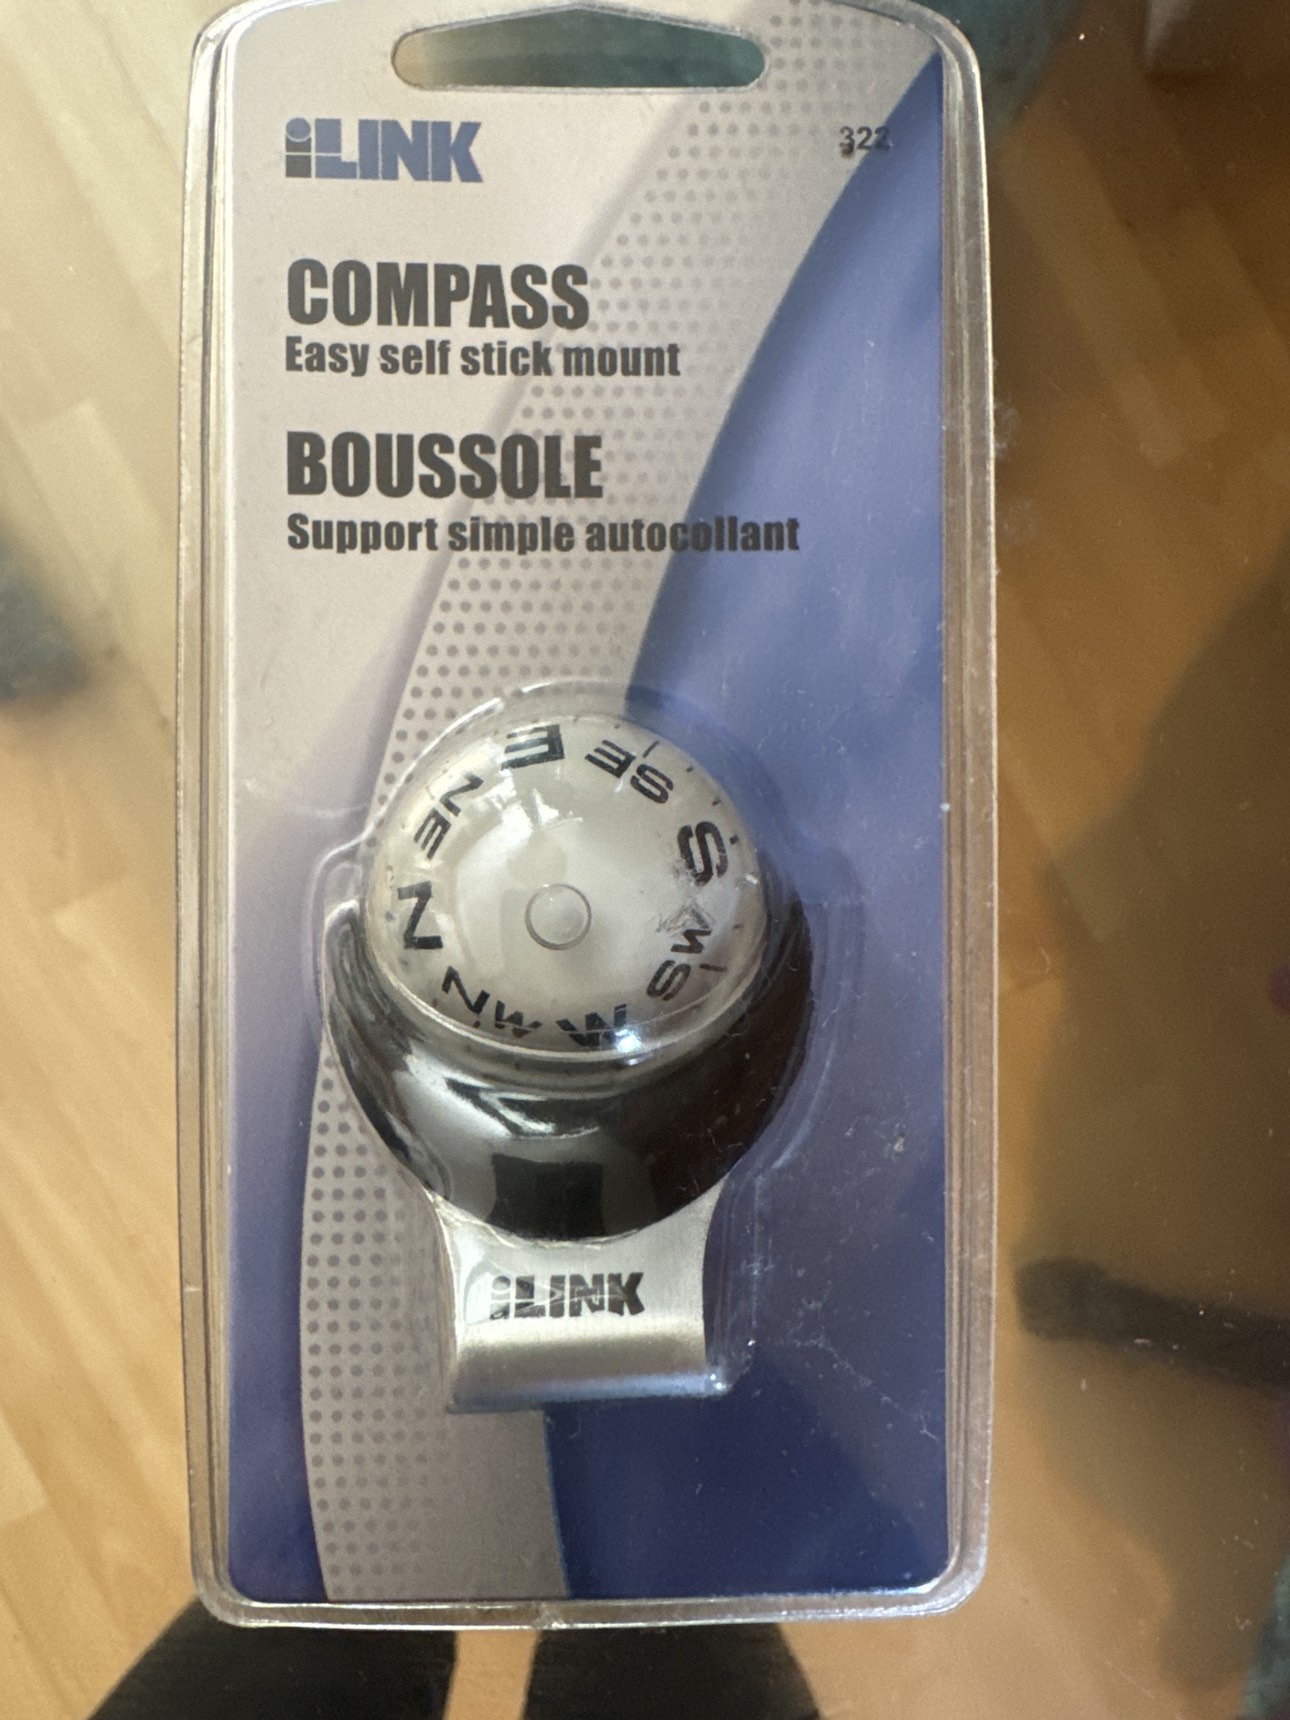 iLINK
322
COMPASS
Easy self stick mount
BOUSSOLE
Support simple autocollant
E
SE
NE
S
N
SW
NW
W
iLINK